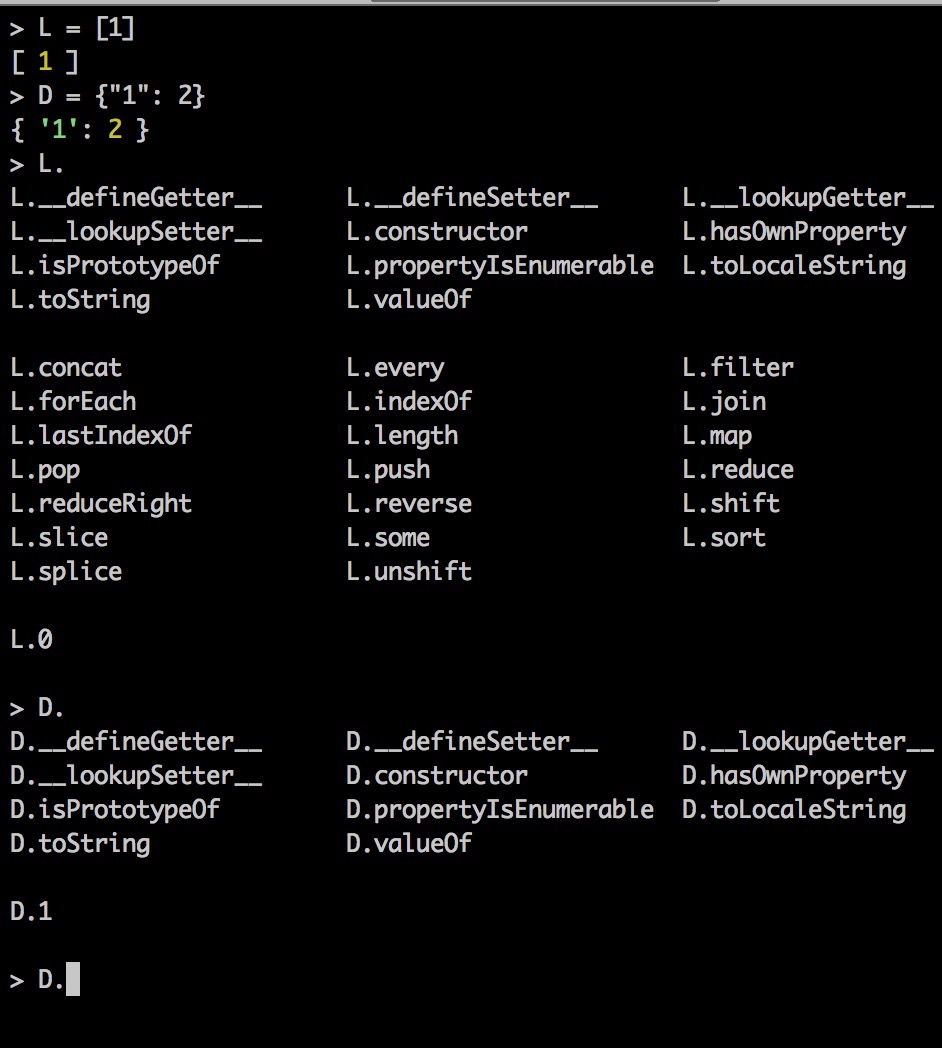 > L = [1]
[ 1 ]
> D = {"1": 2}
{ '1': 2 }
> L.
L.__defineGetter__      L.__defineSetter__      L.__lookupGetter__
L.__lookupSetter__      L.constructor           L.hasOwnProperty
L.isPrototypeOf         L.propertyIsEnumerable  L.toLocaleString
L.toString              L.valueOf
L.concat                L.every                 L.filter
L.forEach               L.indexOf               L.join
L.lastIndexOf           L.length                L.map
L.pop                   L.push                  L.reduce
L.reduceRight           L.reverse               L.shift
L.slice                 L.some                  L.sort
L.splice                L.unshift
L.0
> D.
D.__defineGetter__      D.__defineSetter__      D.__lookupGetter__
D.__lookupSetter__      D.constructor           D.hasOwnProperty
D.isPrototypeOf         D.propertyIsEnumerable  D.toLocaleString
D.toString              D.valueOf
D.1
> D.